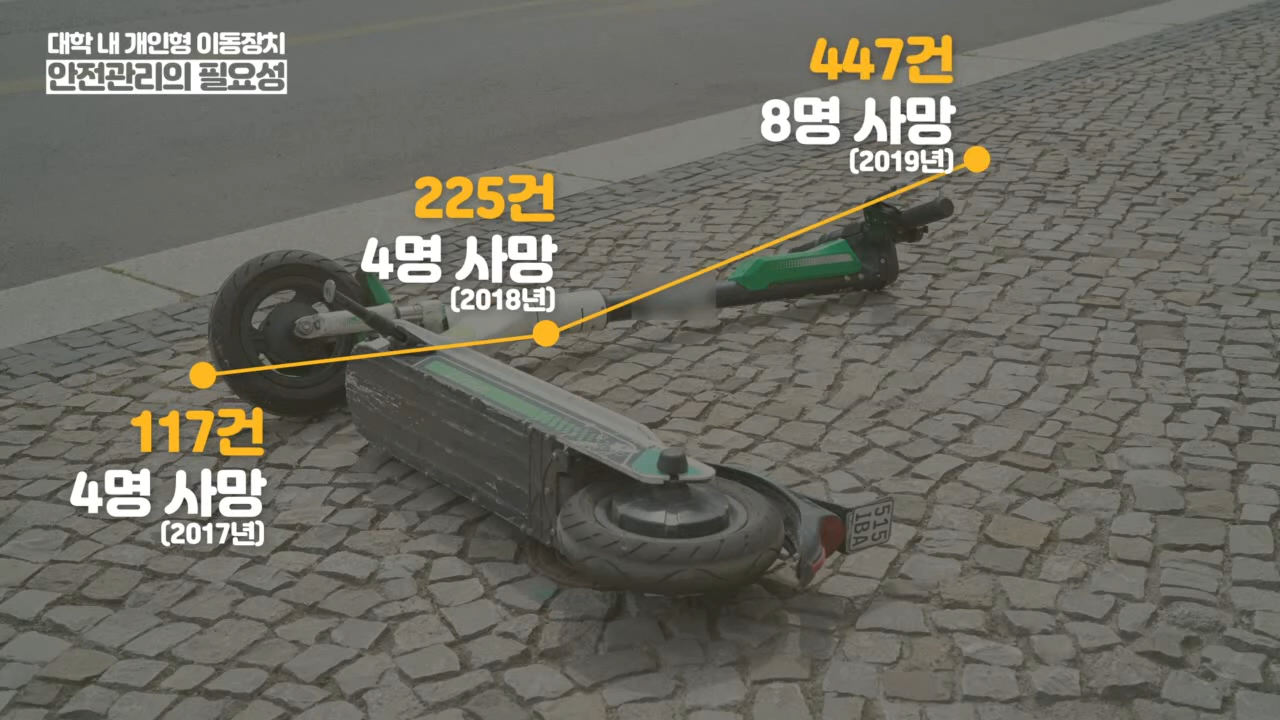 대학 내 개인형 이동장치
안전관리의 필요성
447건
8명 사망
(2019년)
225건
4명 사망
(2018년)
117건
4명 사망
(2017년)
515
1BA